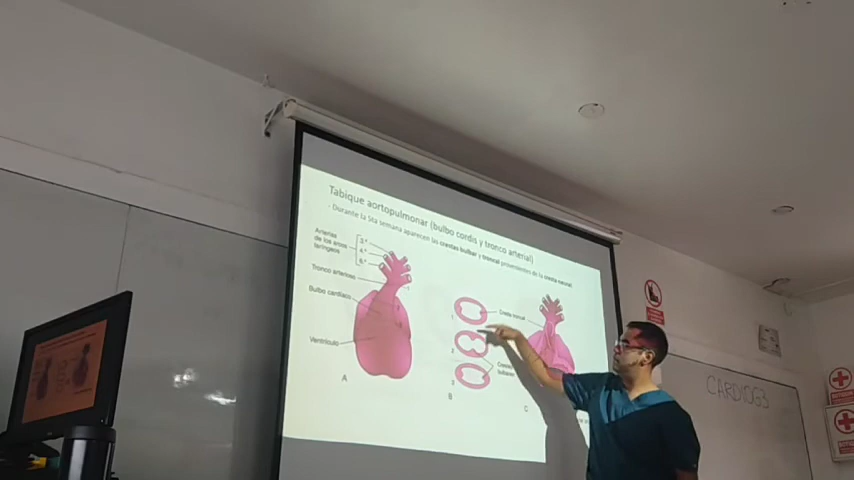 Tabique aortopulmonar (bulbo cordis y tronco arterial)
- Durante la 5ta semana aparecen las crestas bulbar y troncal provenientes de la cresta neural.
Arterias
de los arcos
faríngeos
3.ª
4.ª
6.ª
Tronco arterioso
Bulbo cardíaco
Ventrículo
A
1
2
3
B
Cresta troncal
Crestas
bulbares
C
CARDIOG3